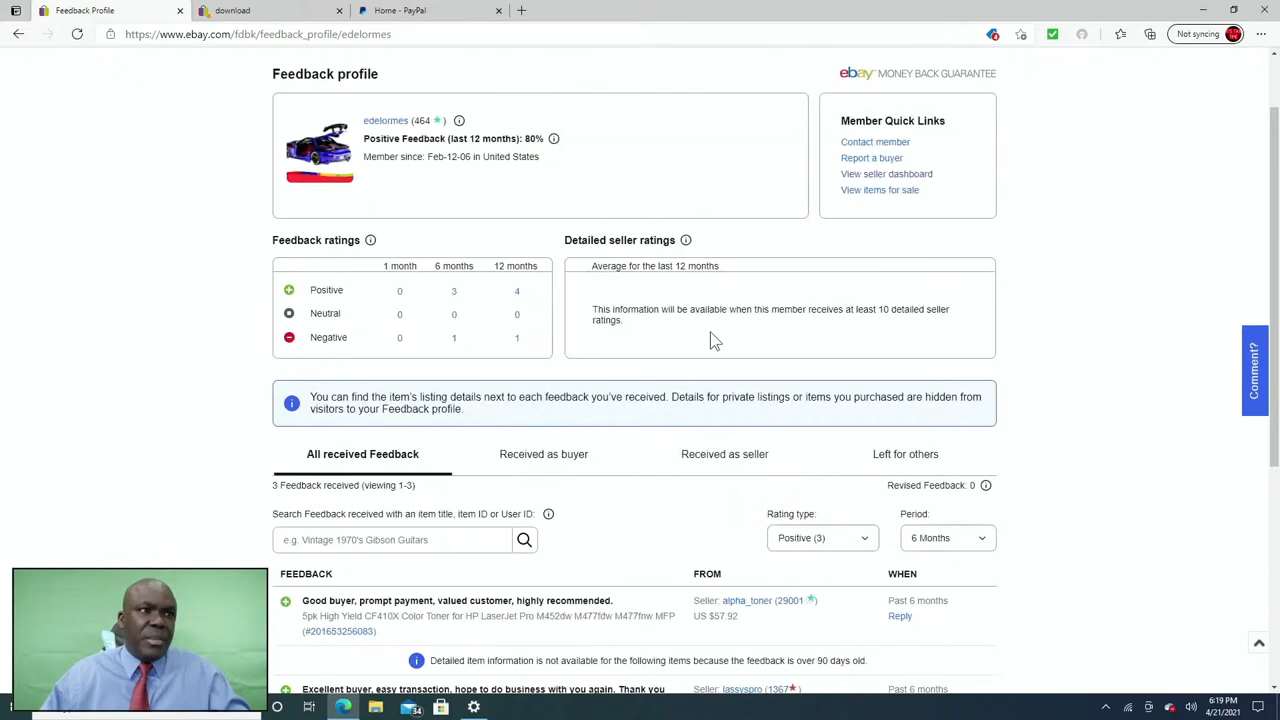 Feedback Profile
download
Home - PayPal
https://www.ebay.com/fdbk/feedback_profile/edelormes
Not syncing
Feedback profile
ebay MONEY BACK GUARANTEE
edelormes (464 )
Positive Feedback (last 12 months): 80%
Member since: Feb-12-06 in United States
Member Quick Links
Contact member
Report a buyer
View seller dashboard
View items for sale
Feedback ratings
1 month 6 months 12 months
Positive 0 3 4
Neutral 0 0 0
Negative 0 1 1
Detailed seller ratings
Average for the last 12 months
This information will be available when this member receives at least 10 detailed seller
ratings.
Comment?
You can find the item's listing details next to each feedback you've received. Details for private listings or items you purchased are hidden from
visitors to your Feedback profile.
All received Feedback Received as buyer Received as seller Left for others
3 Feedback received (viewing 1-3)
Revised Feedback: 0
Search Feedback received with an item title, item ID or User ID:
e.g. Vintage 1970's Gibson Guitars
Rating type:
Positive (3)
Period:
6 Months
FEEDBACK FROM WHEN
Good buyer, prompt payment, valued customer, highly recommended.
Seller: alpha_toner (29001 )
Past 6 months
5pk High Yield CF410X Color Toner for HP LaserJet Pro M452dw M477fdw M477fnw MFP
(#201653256083)
US $57.92
Reply
Detailed item information is not available for the following items because the feedback is over 90 days old.
Excellent buyer, easy transaction, hope to do business with you again. Thank you
Seller: lassyspro (1367 )
Past 6 months
34
6:19 PM
4/21/2021